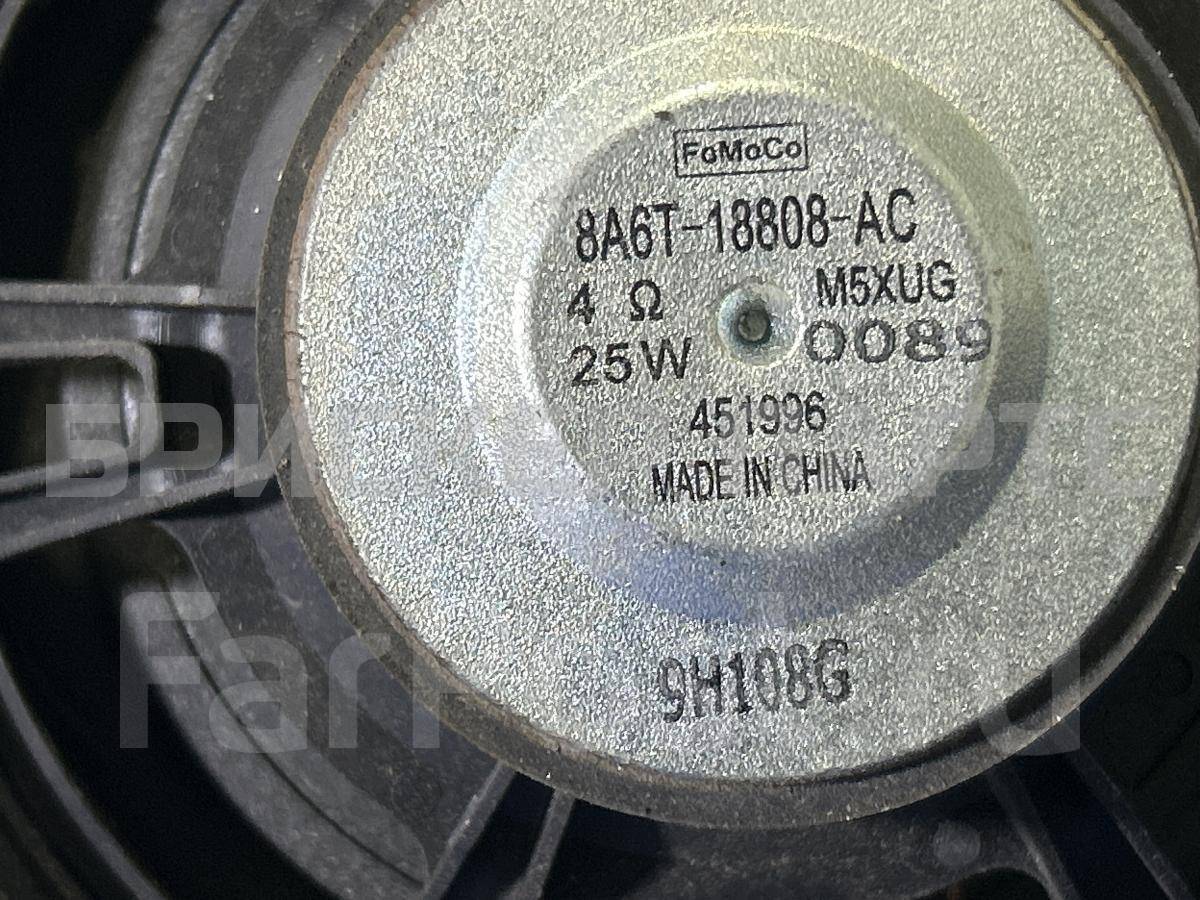 FoMoCo
8A6T-18808-AC
4 Ω
M5XUG
25W
0089
451996
MADE IN CHINA
9H108G